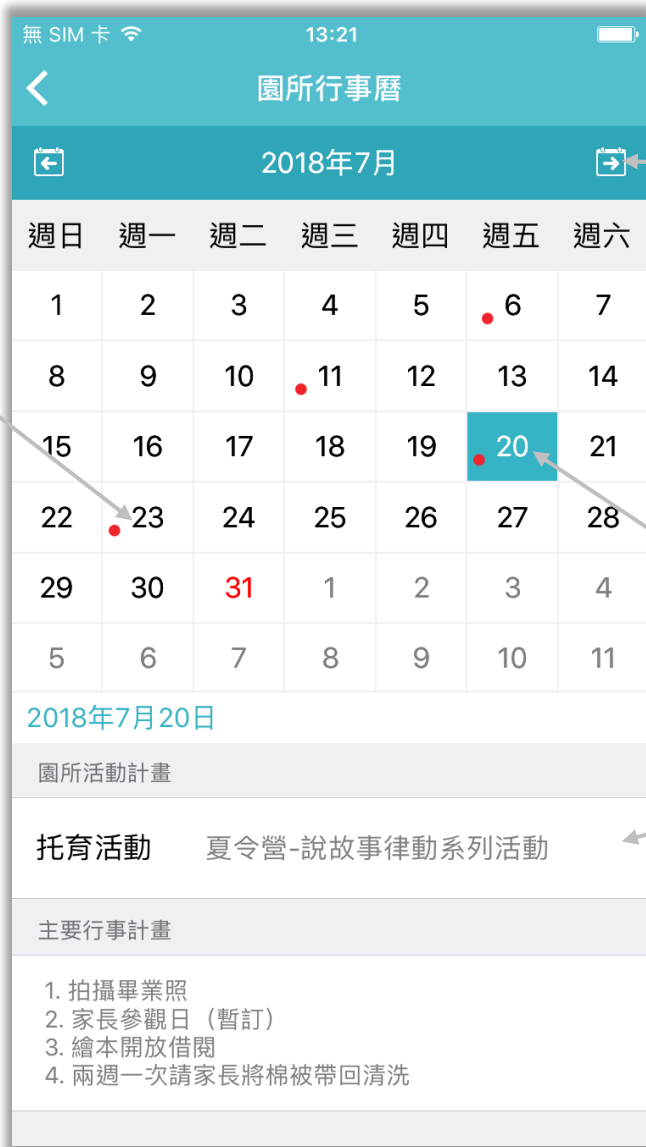 無 SIM 卡 13:21
園所行事曆
2018年7月
週日 週一 週二 週三 週四 週五 週六
1 2 3 4 5 6 7
8 9 10 11 12 13 14
15 16 17 18 19 20 21
22 23 24 25 26 27 28
29 30 31 1 2 3 4
5 6 7 8 9 10 11
2018年7月20日
園所活動計畫
托育活動 夏令營-說故事律動系列活動
主要行事計畫
1. 拍攝畢業照
2. 家長參觀日（暫訂）
3. 繪本開放借閱
4. 兩週一次請家長將棉被帶回清洗